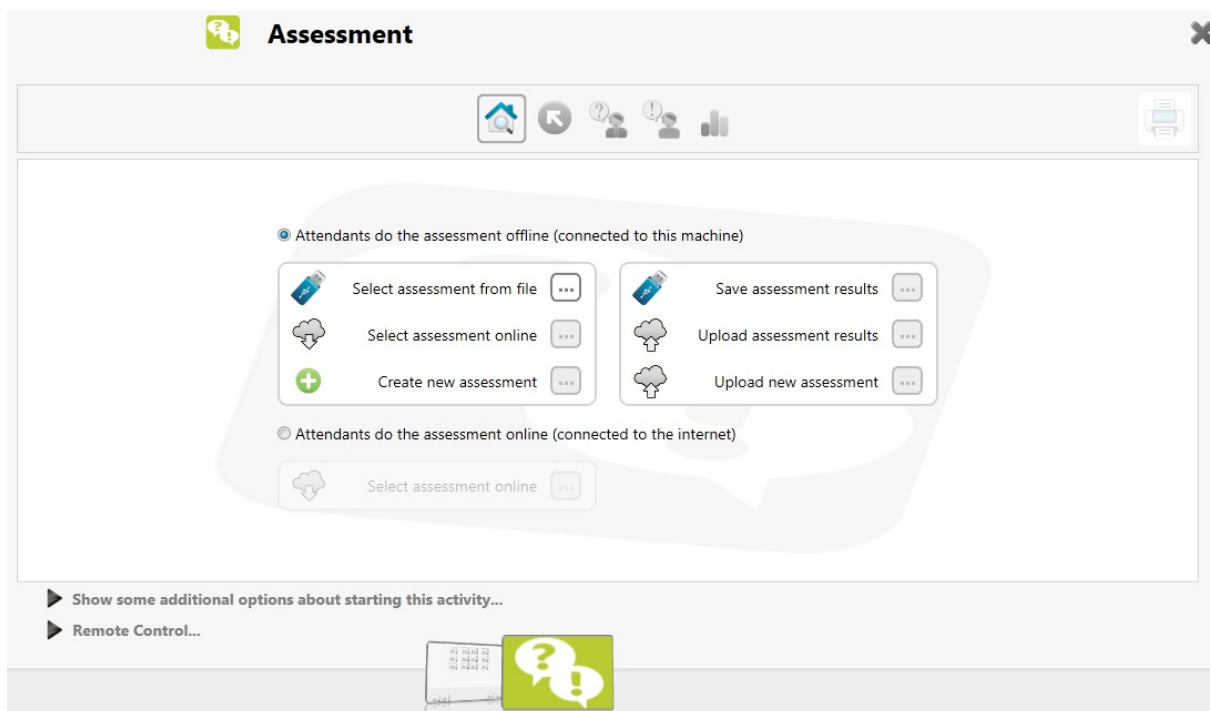 Assessment
Attendants do the assessment offline (connected to this machine)
Select assessment from file ...
Save assessment results ...
Select assessment online ...
Upload assessment results ...
Create new assessment ...
Upload new assessment ...
Attendants do the assessment online (connected to the internet)
Select assessment online ...
Show some additional options about starting this activity...
Remote Control...